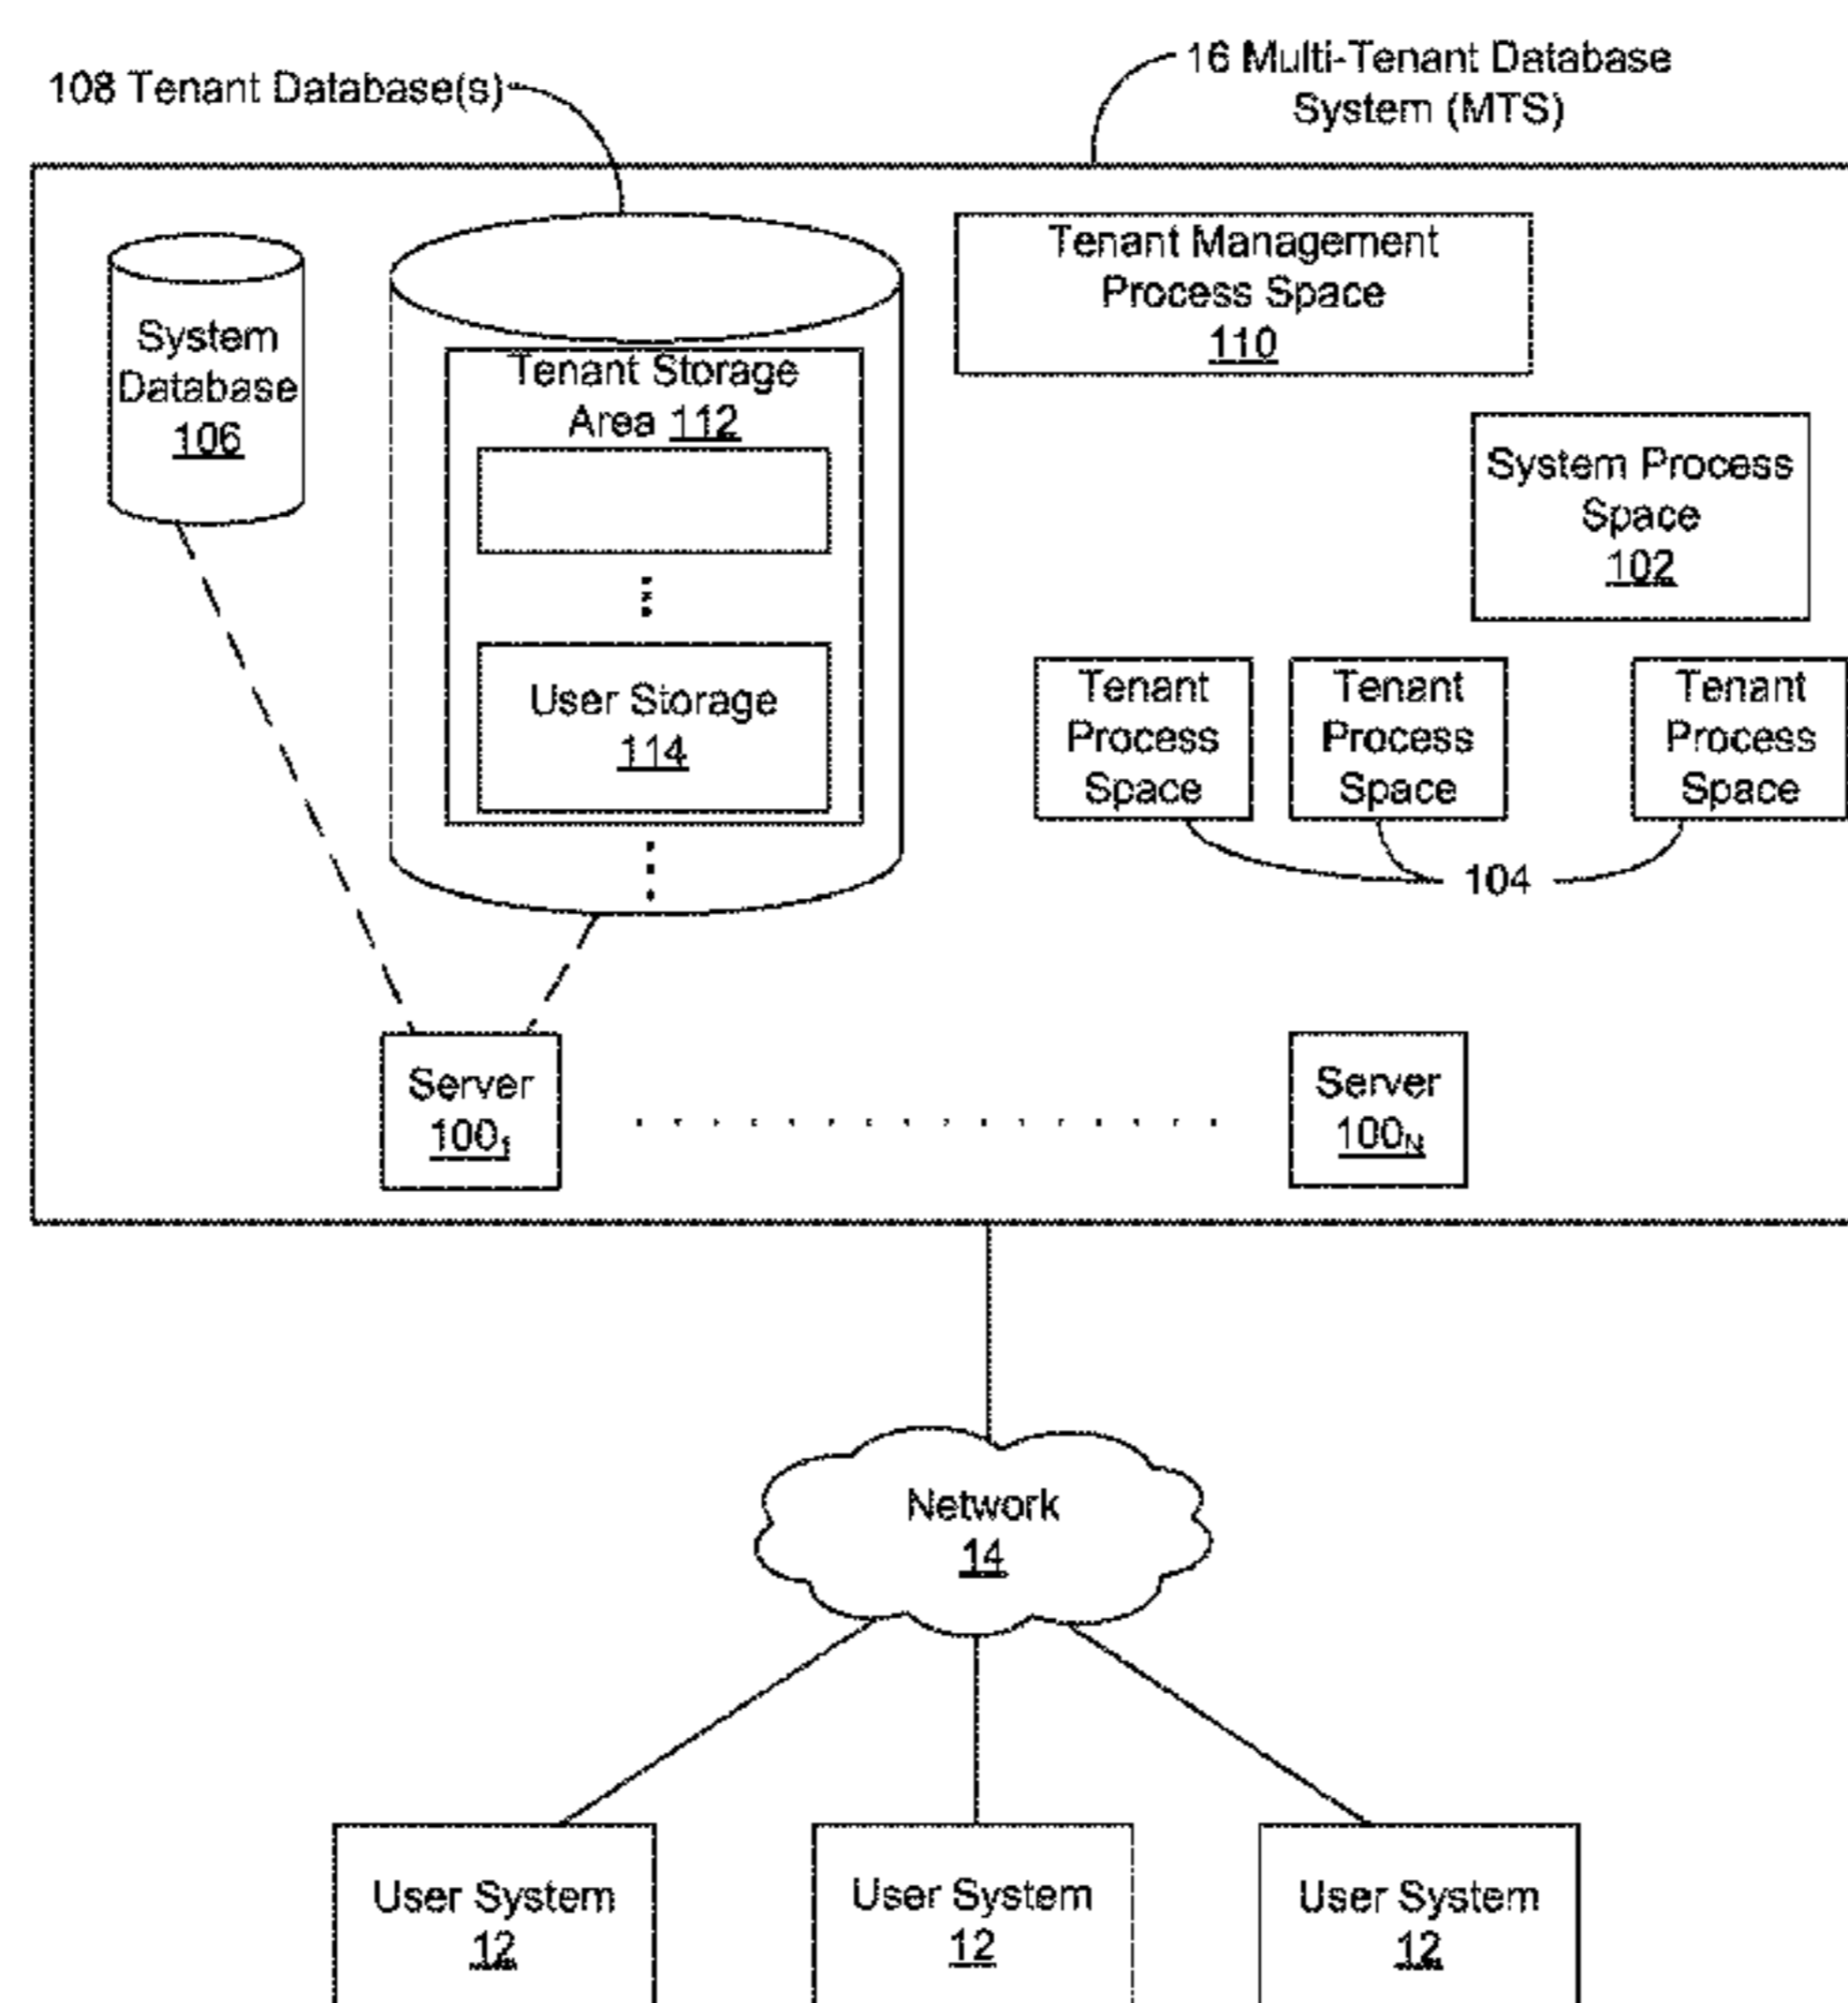 108 Tenant Database(s)
16 Multi-Tenant Database
System (MTS)
System
Database
106
Tenant Storage
Area 112
User Storage
114
Tenant Management
Process Space
110
System Process
Space
102
Tenant
Process
Space
Tenant
Process
Space
Tenant
Process
Space
104
Server
100₁
Server
100N
Network
14
User System
12
User System
12
User System
12